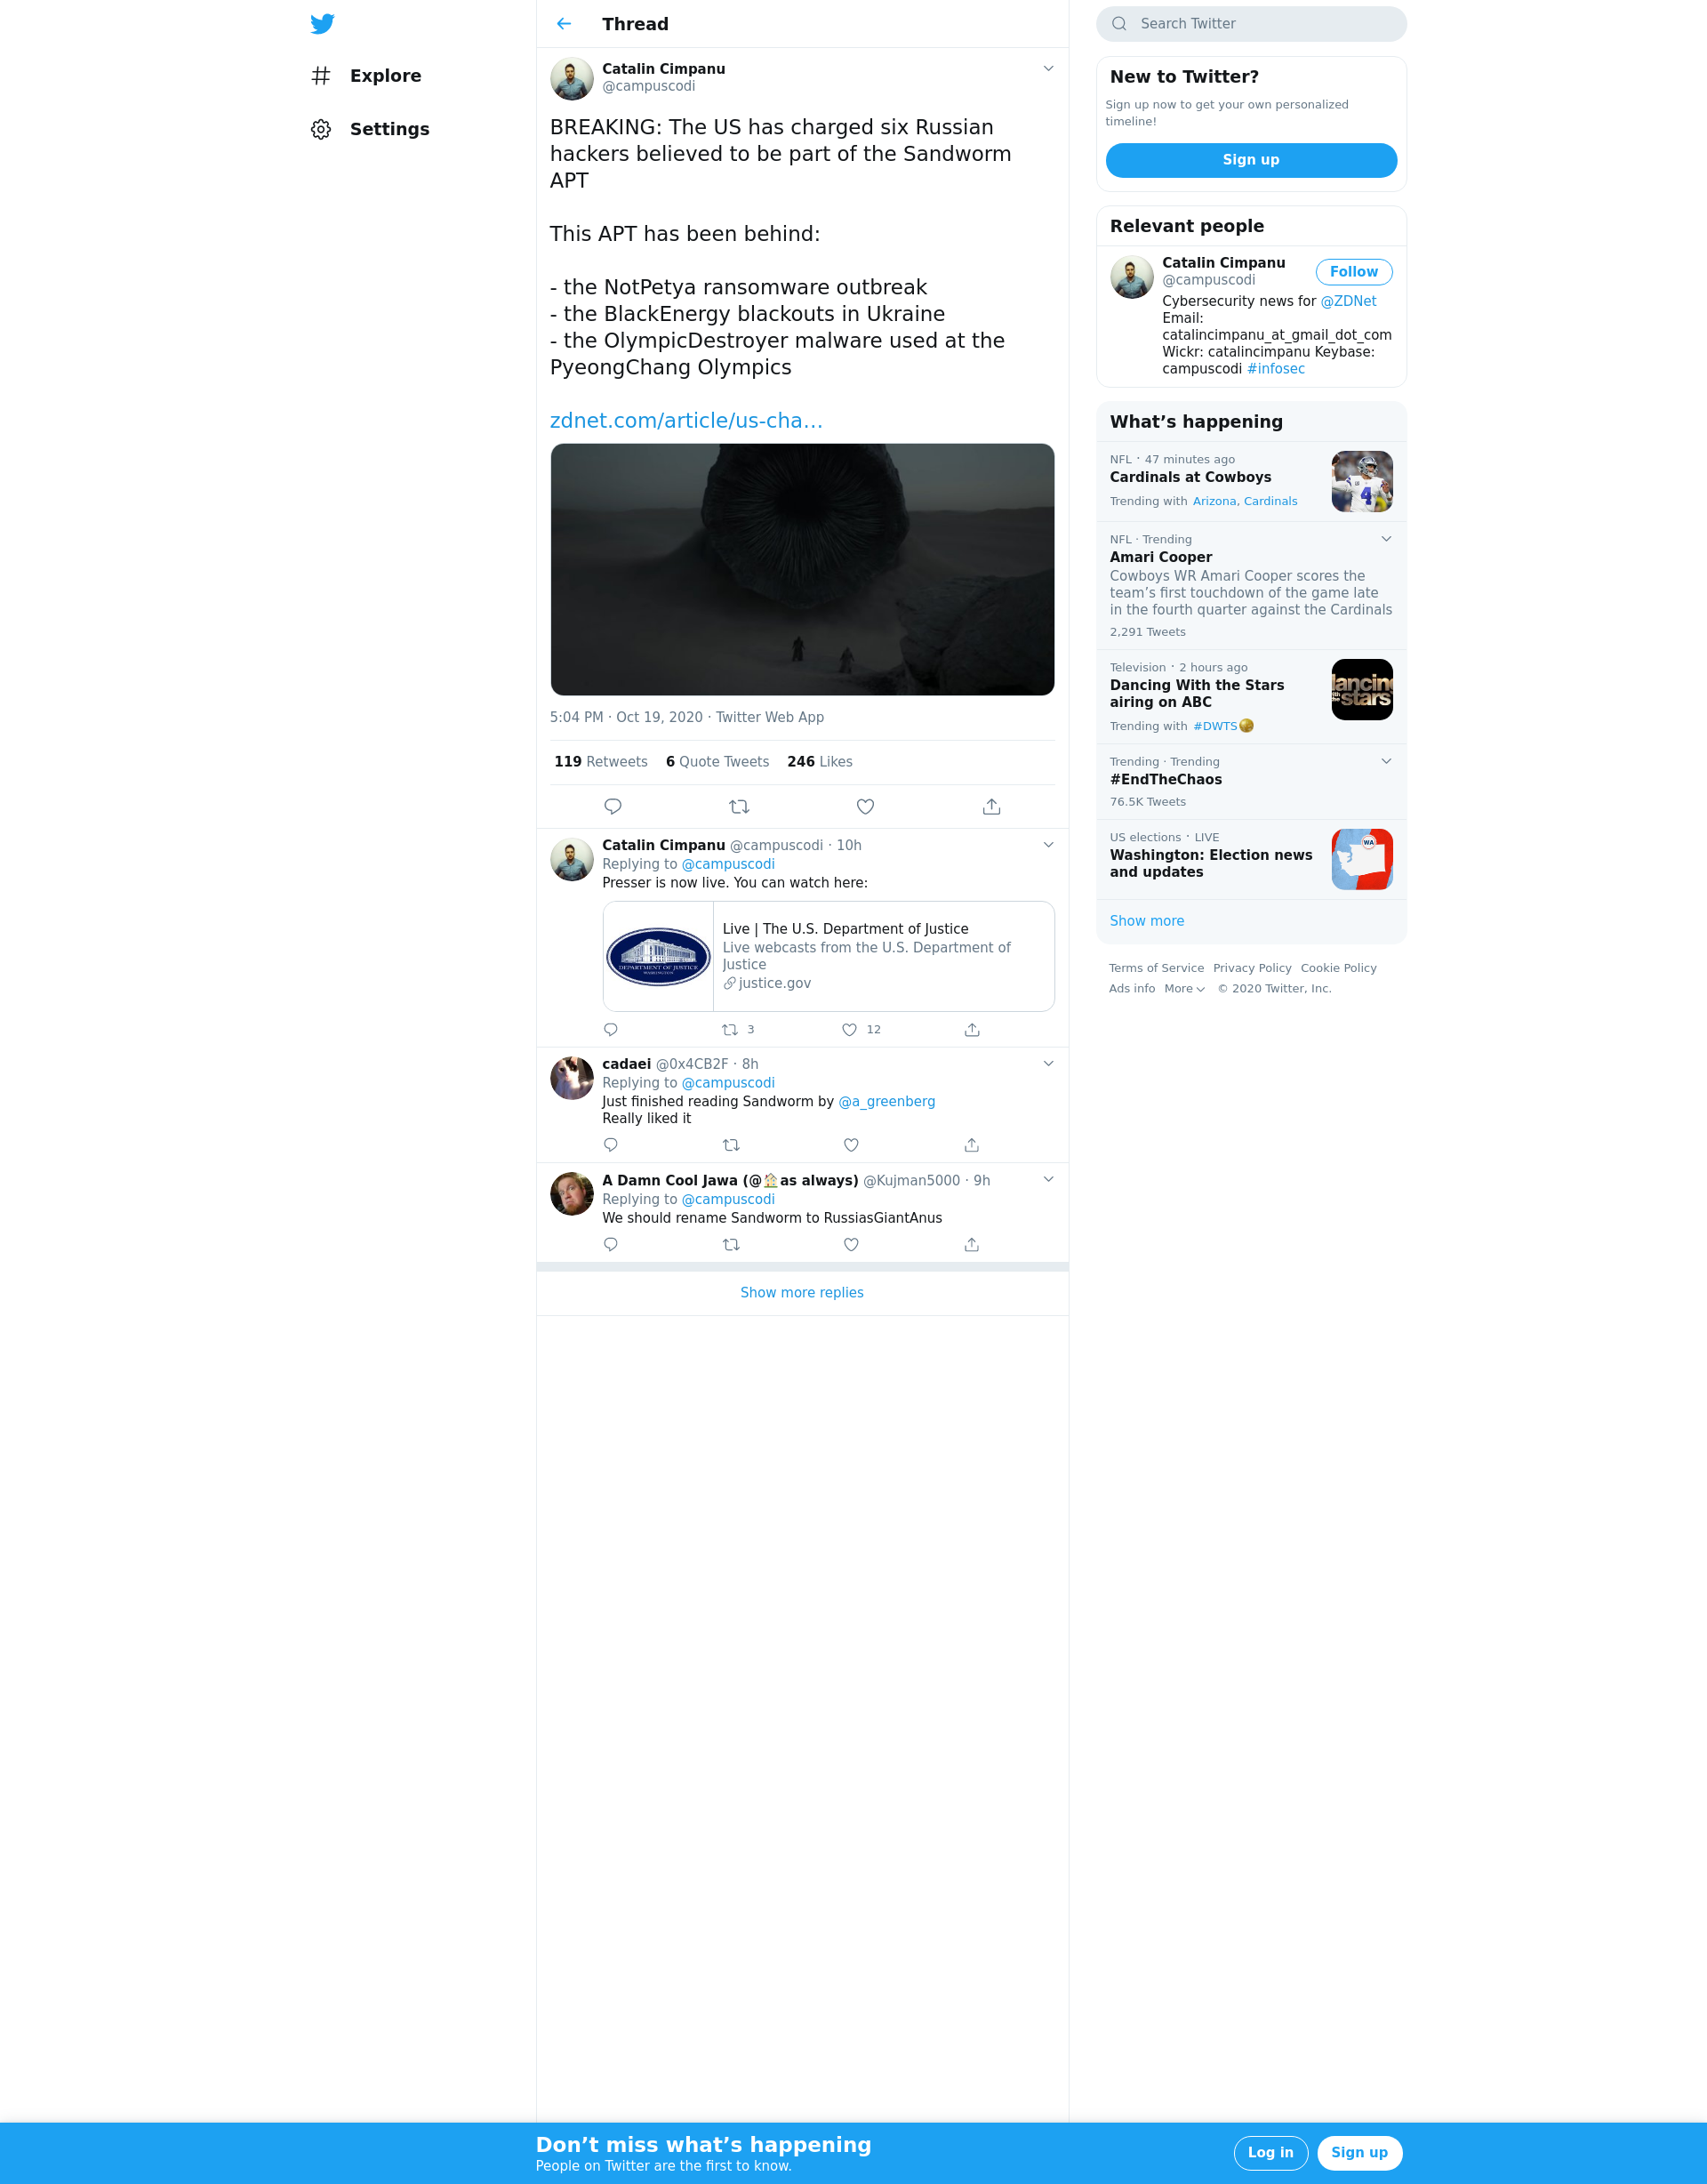 Explore
Settings
Thread
Catalin Cimpanu
@campuscodi
BREAKING: The US has charged six Russian
hackers believed to be part of the Sandworm
APT
This APT has been behind:
- the NotPetya ransomware outbreak
- the BlackEnergy blackouts in Ukraine
- the OlympicDestroyer malware used at the
PyeongChang Olympics
zdnet.com/article/us-cha…
5:04 PM · Oct 19, 2020 · Twitter Web App
119 Retweets 6 Quote Tweets 246 Likes
Catalin Cimpanu @campuscodi · 10h
Replying to @campuscodi
Presser is now live. You can watch here:
DEPARTMENT OF JUSTICE
WASHINGTON
Live | The U.S. Department of Justice
Live webcasts from the U.S. Department of
Justice
justice.gov
3 12
cadaei @0x4CB2F · 8h
Replying to @campuscodi
Just finished reading Sandworm by @a_greenberg
Really liked it
A Damn Cool Jawa (@🏠as always) @Kujman5000 · 9h
Replying to @campuscodi
We should rename Sandworm to RussiasGiantAnus
Show more replies
Search Twitter
New to Twitter?
Sign up now to get your own personalized
timeline!
Sign up
Relevant people
Catalin Cimpanu
@campuscodi
Follow
Cybersecurity news for @ZDNet
Email:
catalincimpanu_at_gmail_dot_com
Wickr: catalincimpanu Keybase:
campuscodi #infosec
What’s happening
NFL · 47 minutes ago
Cardinals at Cowboys
Trending with Arizona, Cardinals
4
NFL · Trending
Amari Cooper
Cowboys WR Amari Cooper scores the
team’s first touchdown of the game late
in the fourth quarter against the Cardinals
2,291 Tweets
Television · 2 hours ago
Dancing With the Stars
airing on ABC
Trending with #DWTS
dancing
with the stars
Trending · Trending
#EndTheChaos
76.5K Tweets
US elections · LIVE
Washington: Election news
and updates
WA
Show more
Terms of Service Privacy Policy Cookie Policy
Ads info More © 2020 Twitter, Inc.
Don’t miss what’s happening
People on Twitter are the first to know.
Log in
Sign up